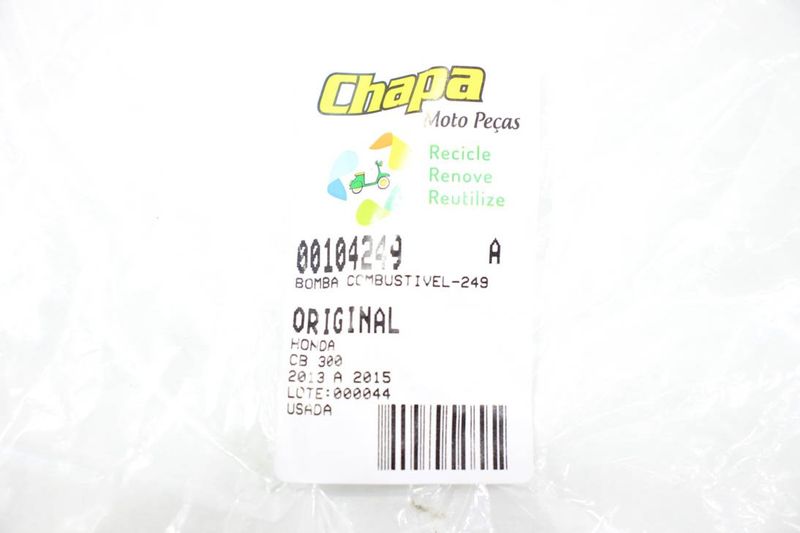 Chapa
Moto Peças
Recicle
Renove
Reutilize
00104249 A
BOMBA COMBUSTIVEL-249
ORIGINAL
HONDA
CB 300
2013 A 2015
LOTE:000044
USADA